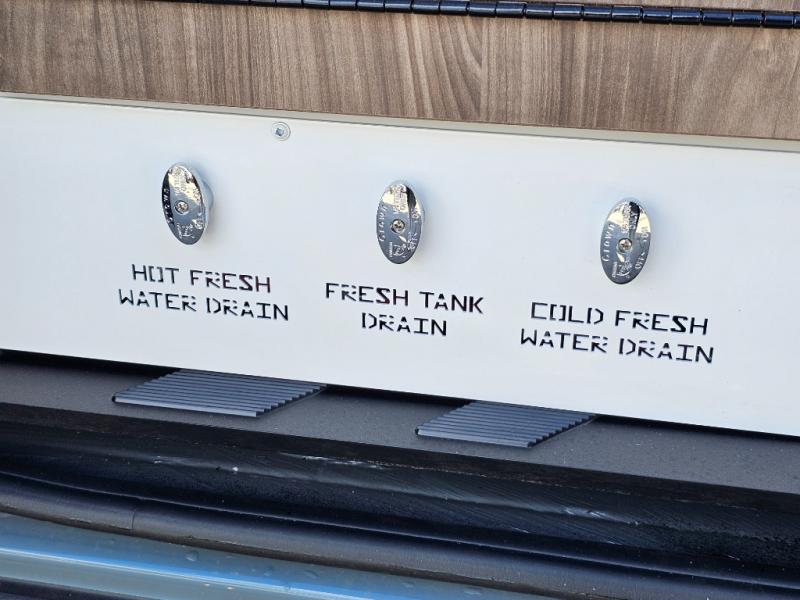 HOT FRESH
WATER DRAIN
FRESH TANK
DRAIN
COLD FRESH
WATER DRAIN